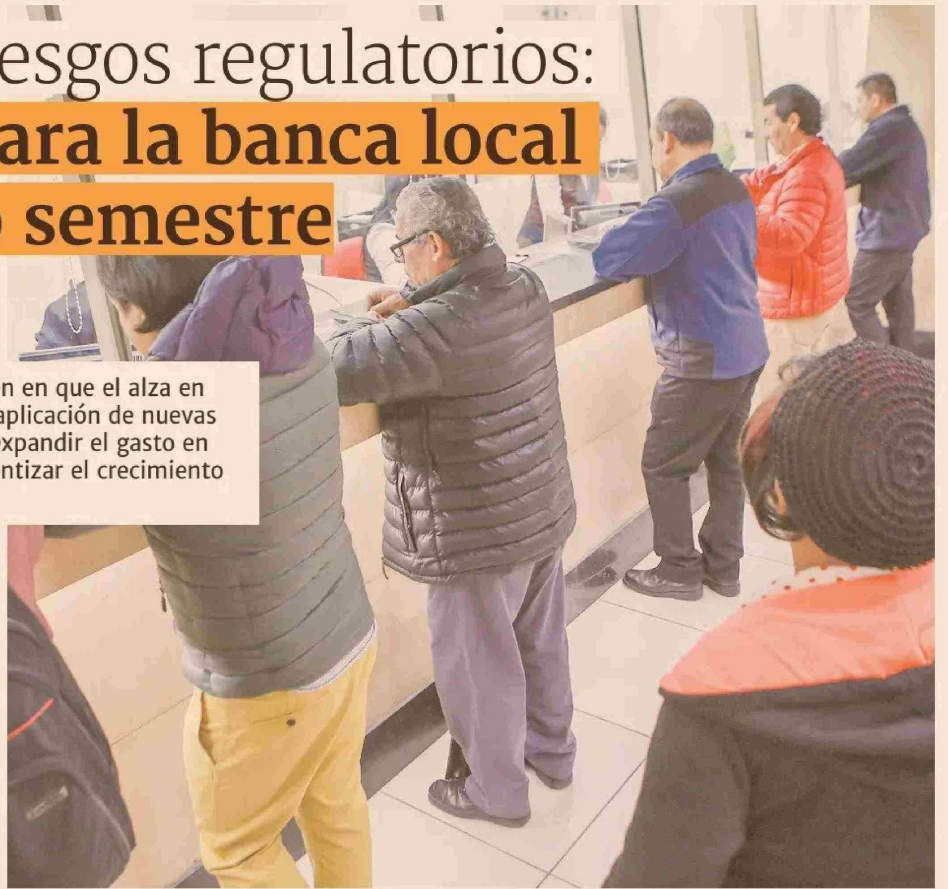 esgos regulatorios:
ara la banca local
o semestre
n en que el alza en
aplicación de nuevas
expandir el gasto en
ntizar el crecimiento